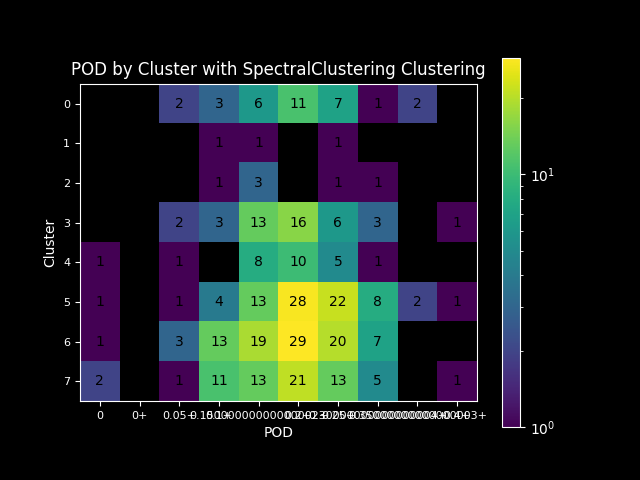 POD by Cluster with SpectralClustering Clustering
10¹
10⁰
Cluster
0 2 3 6 11 7 1 2
1 1 1 1
2 1 3 1 1
3 2 3 13 16 6 3 1
4 1 1 8 10 5 1
5 1 1 4 13 28 22 8 2 1
6 1 3 13 19 29 20 7
7 2 1 11 13 21 13 5 1
0 0+ 0.05+
POD